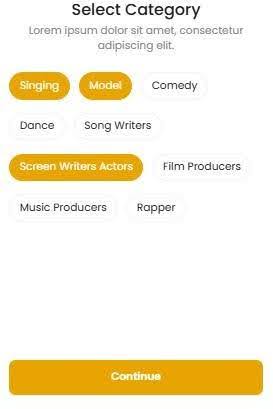 Select Category
Lorem ipsum dolor sit amet, consectetur
adipiscing elit.
Singing Model Comedy
Dance Song Writers
Screen Writers Actors Film Producers
Music Producers Rapper
Continue